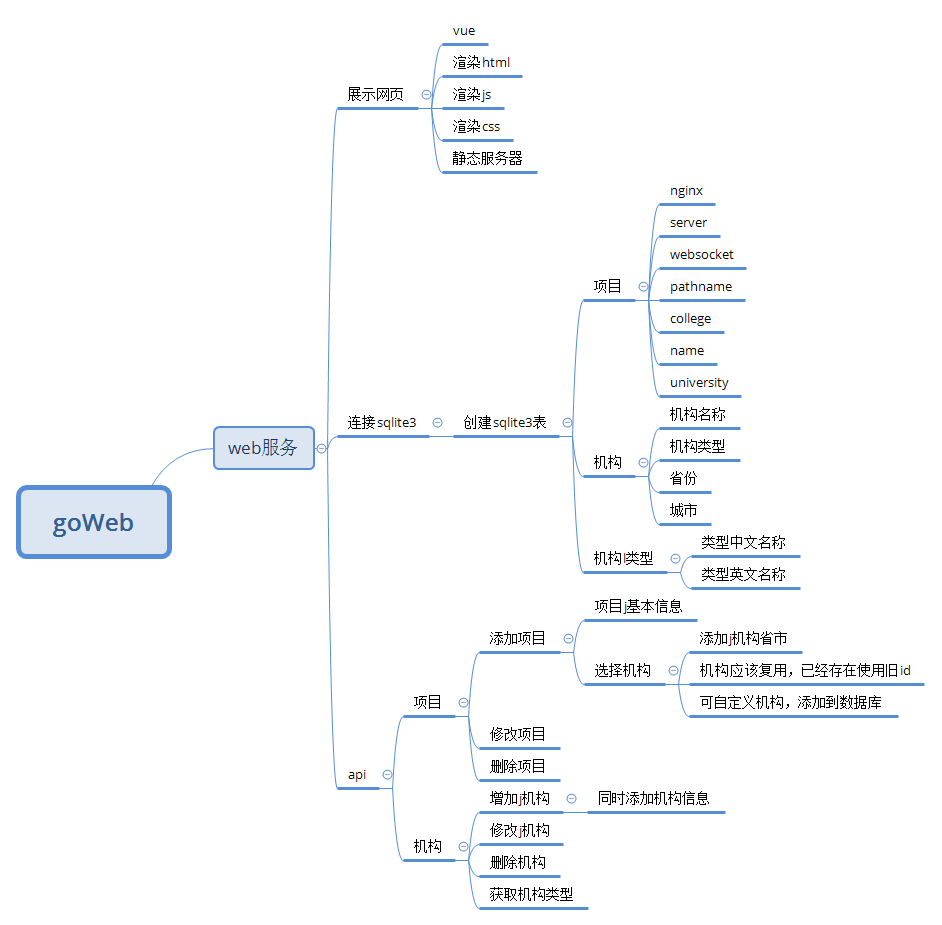 goWeb
web服务
展示网页
vue
渲染html
渲染js
渲染css
静态服务器
连接sqlite3
创建sqlite3表
项目
nginx
server
websocket
pathname
college
name
university
机构
机构名称
机构类型
省份
城市
机构l类型
类型中文名称
类型英文名称
api
项目
添加项目
项目j基本信息
选择机构
添加j机构省市
机构应该复用，已经存在使用旧id
可自定义机构，添加到数据库
修改项目
删除项目
机构
增加j机构
同时添加机构信息
修改j机构
删除机构
获取机构类型